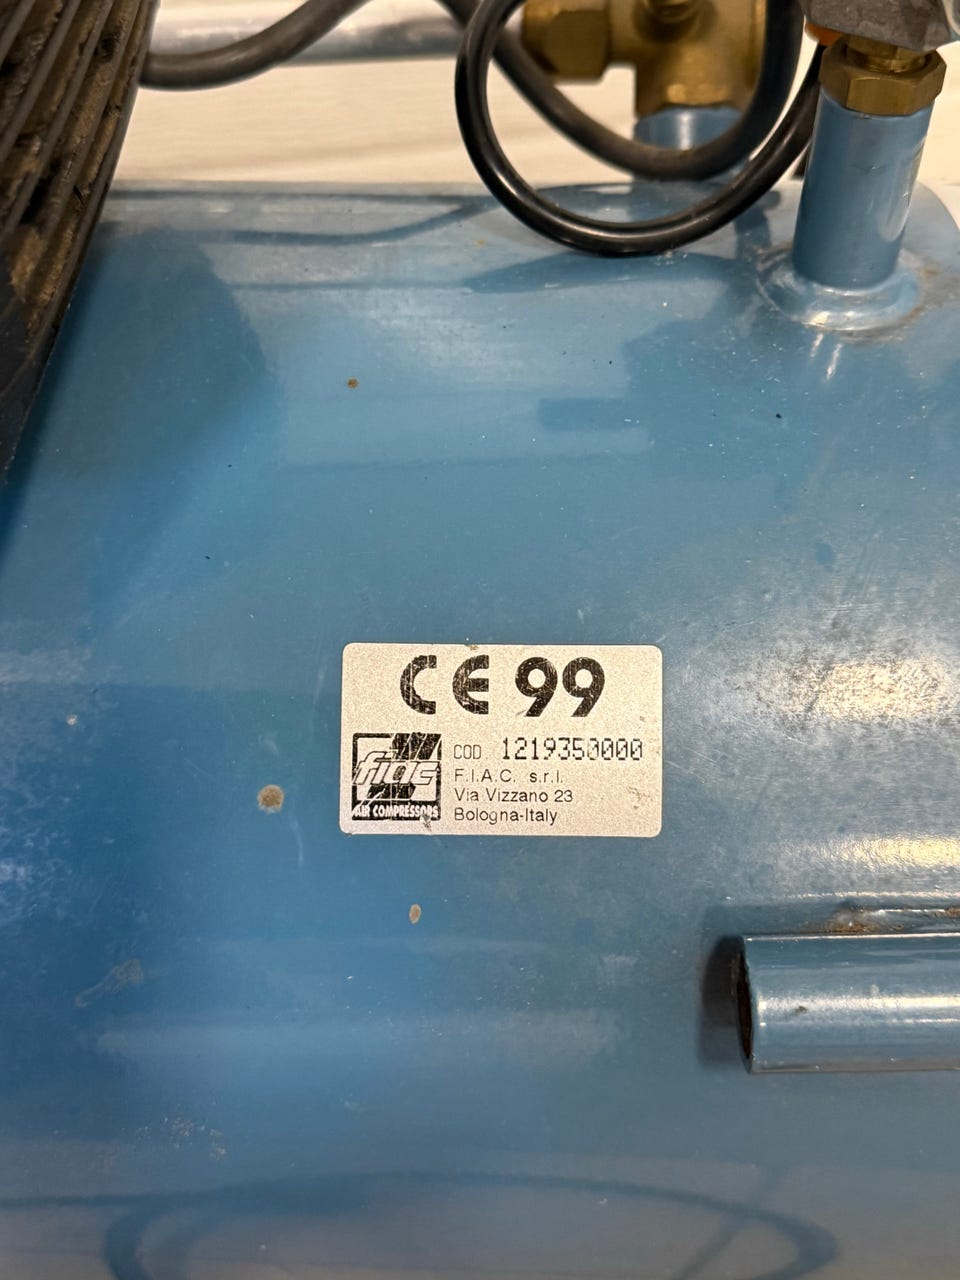 CE 99
fiac
AIR COMPRESSORS
COD 1219350000
F.I.A.C. s.r.l.
Via Vizzano 23
Bologna-Italy